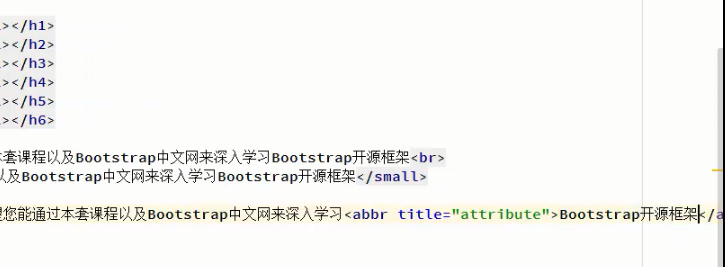 ></h1>
></h2>
></h3>
></h4>
></h5>
></h6>
本套课程以及Bootstrap中文网来深入学习Bootstrap开源框架<br>
以及Bootstrap中文网来深入学习Bootstrap开源框架</small>
望您能通过本套课程以及Bootstrap中文网来深入学习<abbr title="attribute">Bootstrap开源框架</a